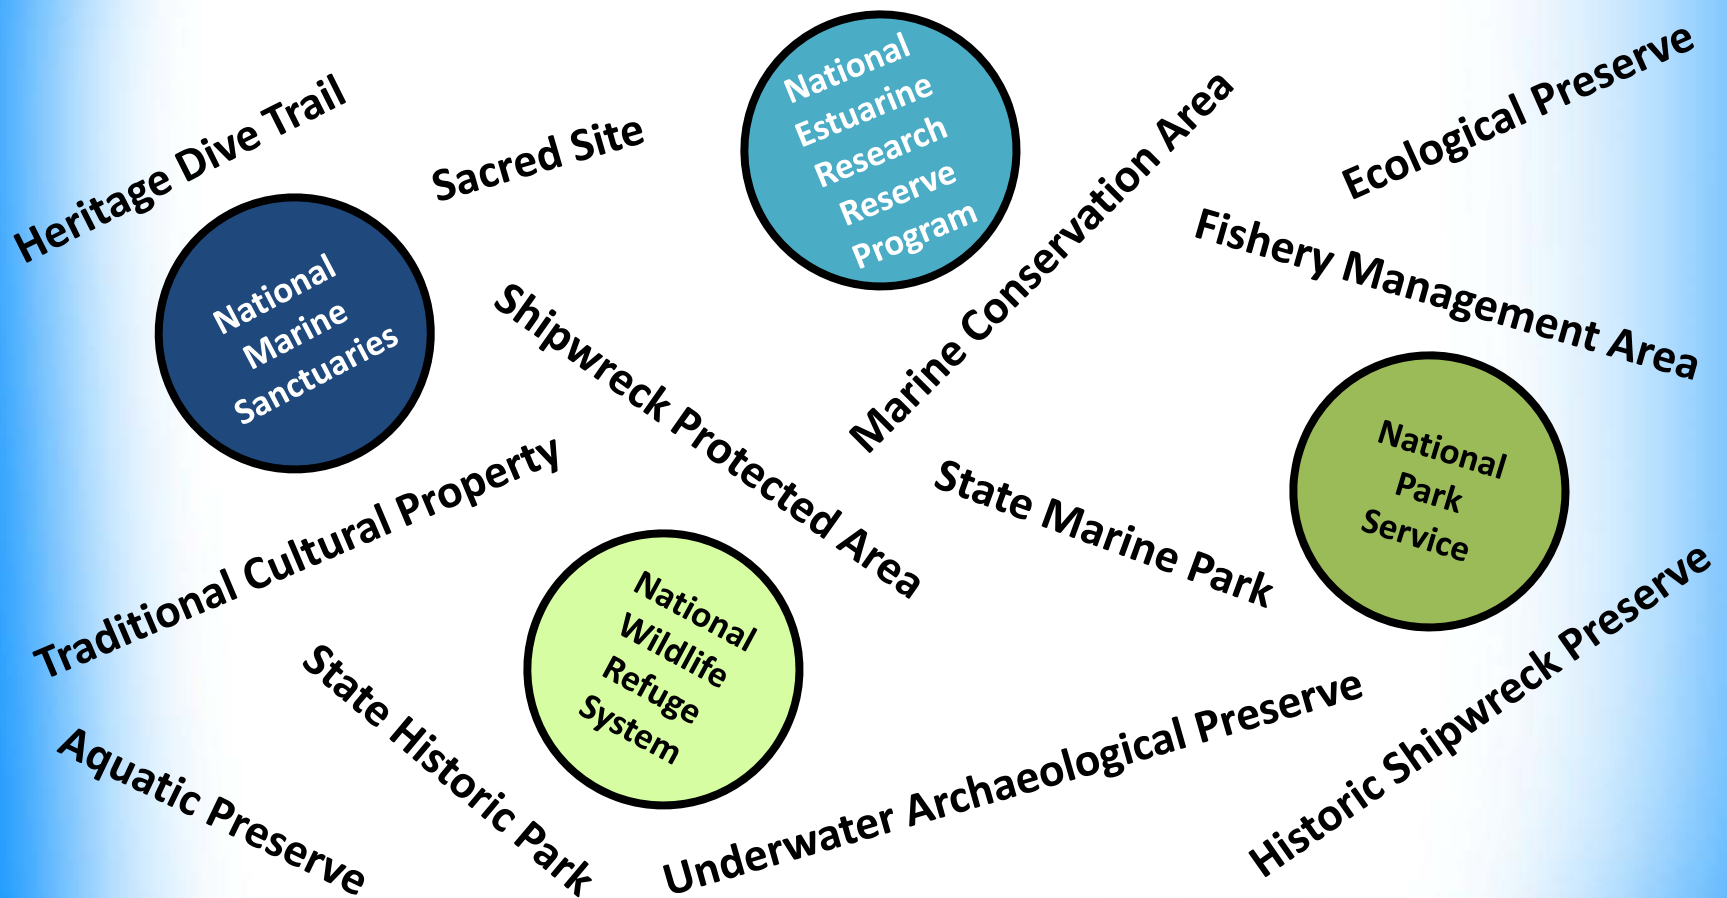 Heritage Dive Trail
Sacred Site
National
Estuarine
Research
Reserve
Program
Marine Conservation Area
Ecological Preserve
Fishery Management Area
National
Marine
Sanctuaries
Shipwreck Protected Area
State Marine Park
National
Park
Service
Traditional Cultural Property
National
Wildlife
Refuge
System
State Historic Park
Aquatic Preserve
Underwater Archaeological Preserve
Historic Shipwreck Preserve